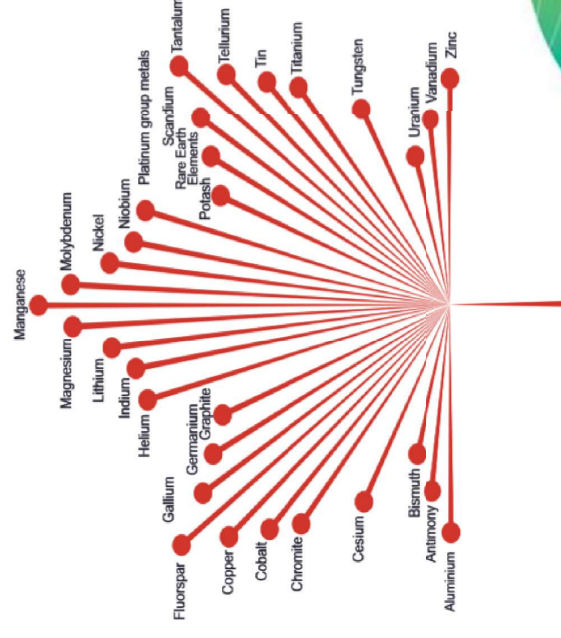 Aluminium
Antimony
Bismuth
Cesium
Chromite
Cobalt
Copper
Fluorspar
Gallium
Germanium
Graphite
Helium
Indium
Lithium
Magnesium
Manganese
Molybdenum
Nickel
Niobium
Platinum group metals
Potash
Rare Earth
Elements
Scandium
Tantalum
Tellurium
Tin
Titanium
Tungsten
Uranium
Vanadium
Zinc